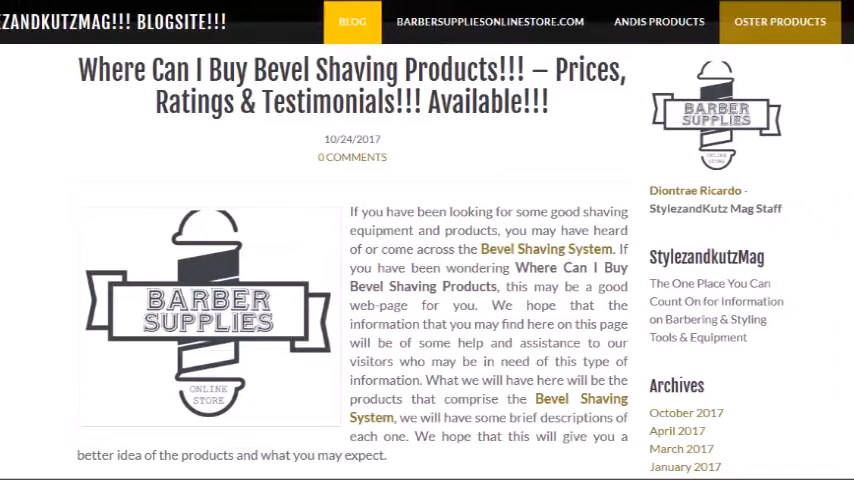 EZANDKUTZMAG!!! BLOGSITE!!!
BLOG
BARBERSUPPLIESONLINESTORE.COM
ANDIS PRODUCTS
OSTER PRODUCTS
Where Can I Buy Bevel Shaving Products!!! – Prices,
Ratings & Testimonials!!! Available!!!
10/24/2017
0 COMMENTS
BARBER
SUPPLIES
ONLINE
STORE
If you have been looking for some good shaving
equipment and products, you may have heard
of or come across the Bevel Shaving System. If
you have been wondering Where Can I Buy
Bevel Shaving Products, this may be a good
web-page for you. We hope that the
information that you may find here on this page
will be of some help and assistance to our
visitors who may be in need of this type of
information. What we will have here will be the
products that comprise the Bevel Shaving
System, we will have some brief descriptions of
each one. We hope that this will give you a
better idea of the products and what you may expect.
BARBER
SUPPLIES
ONLINE
STORE
Diontrae Ricardo -
StylezandKutz Mag Staff
StylezandkutzMag
The One Place You Can
Count On for Information
on Barbering & Styling
Tools & Equipment
Archives
October 2017
April 2017
March 2017
January 2017